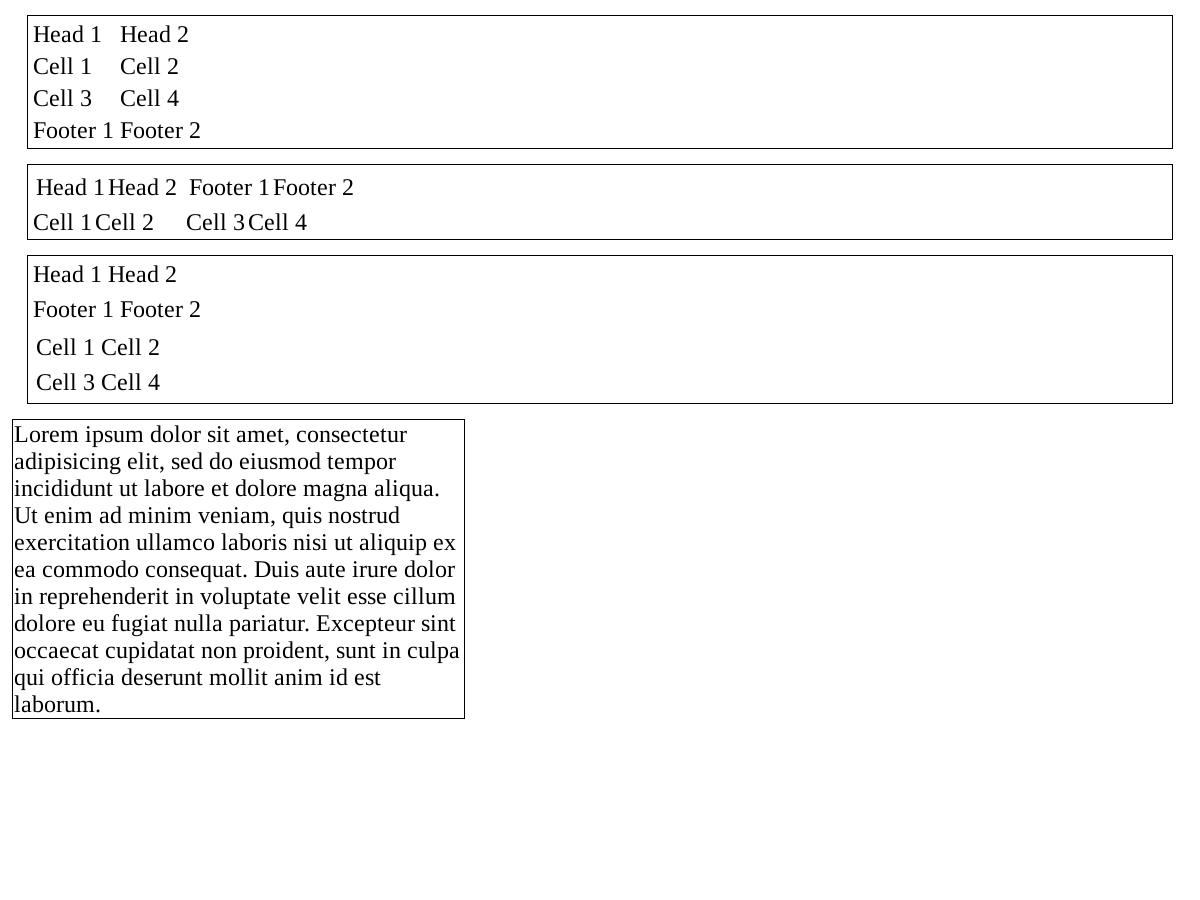 Head 1 Head 2
Cell 1 Cell 2
Cell 3 Cell 4
Footer 1 Footer 2
Head 1 Head 2 Footer 1 Footer 2
Cell 1 Cell 2 Cell 3 Cell 4
Head 1 Head 2
Footer 1 Footer 2
Cell 1 Cell 2
Cell 3 Cell 4
Lorem ipsum dolor sit amet, consectetur
adipisicing elit, sed do eiusmod tempor
incididunt ut labore et dolore magna aliqua.
Ut enim ad minim veniam, quis nostrud
exercitation ullamco laboris nisi ut aliquip ex
ea commodo consequat. Duis aute irure dolor
in reprehenderit in voluptate velit esse cillum
dolore eu fugiat nulla pariatur. Excepteur sint
occaecat cupidatat non proident, sunt in culpa
qui officia deserunt mollit anim id est
laborum.